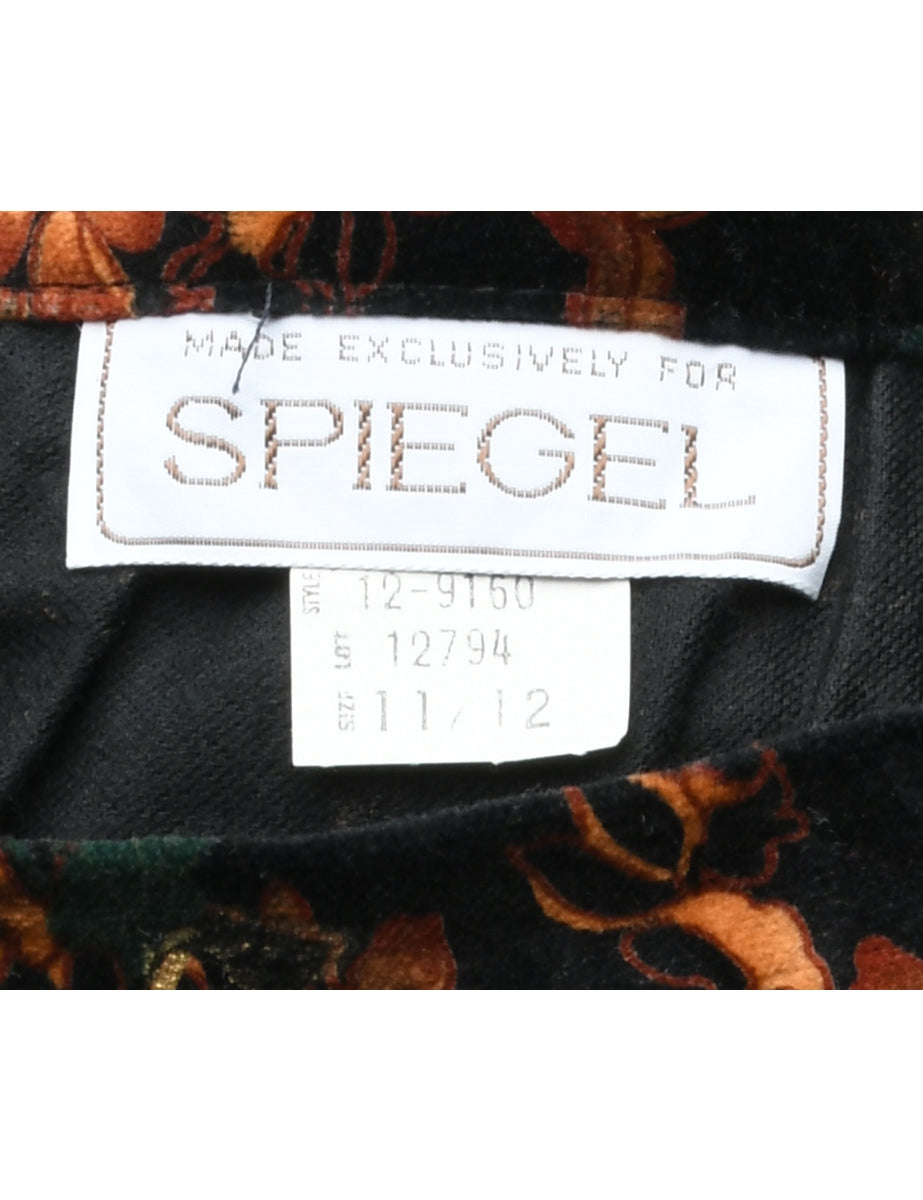 MADE EXCLUSIVELY FOR
SPIEGEL
STYLE 12-9160
LOT 12794
SIZE 11/12